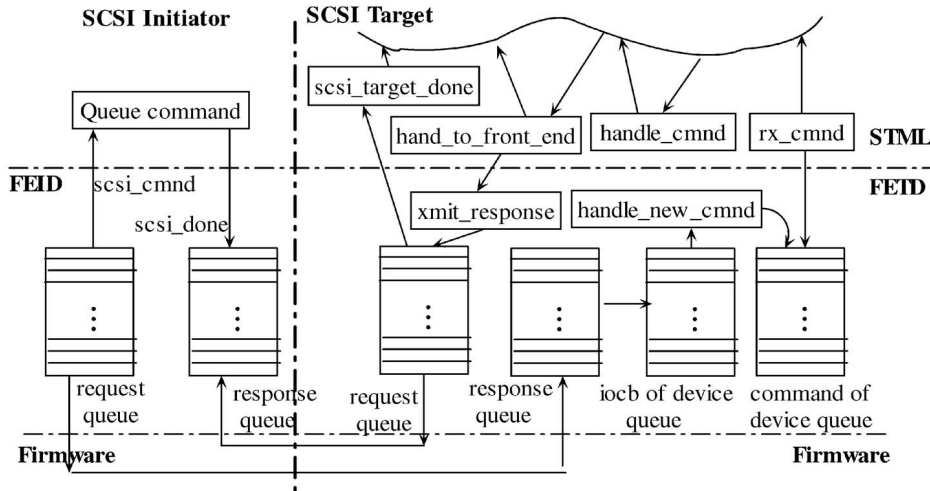 SCSI Initiator
SCSI Target
scsi_target_done
Queue command
hand_to_front_end
handle_cmnd
rx_cmnd
STML
FEID
scsi_cmnd
FETD
scsi_done
xmit_response
handle_new_cmnd
request
queue
response
queue
request
queue
response
queue
iocb of device
queue
command of
device queue
Firmware
Firmware